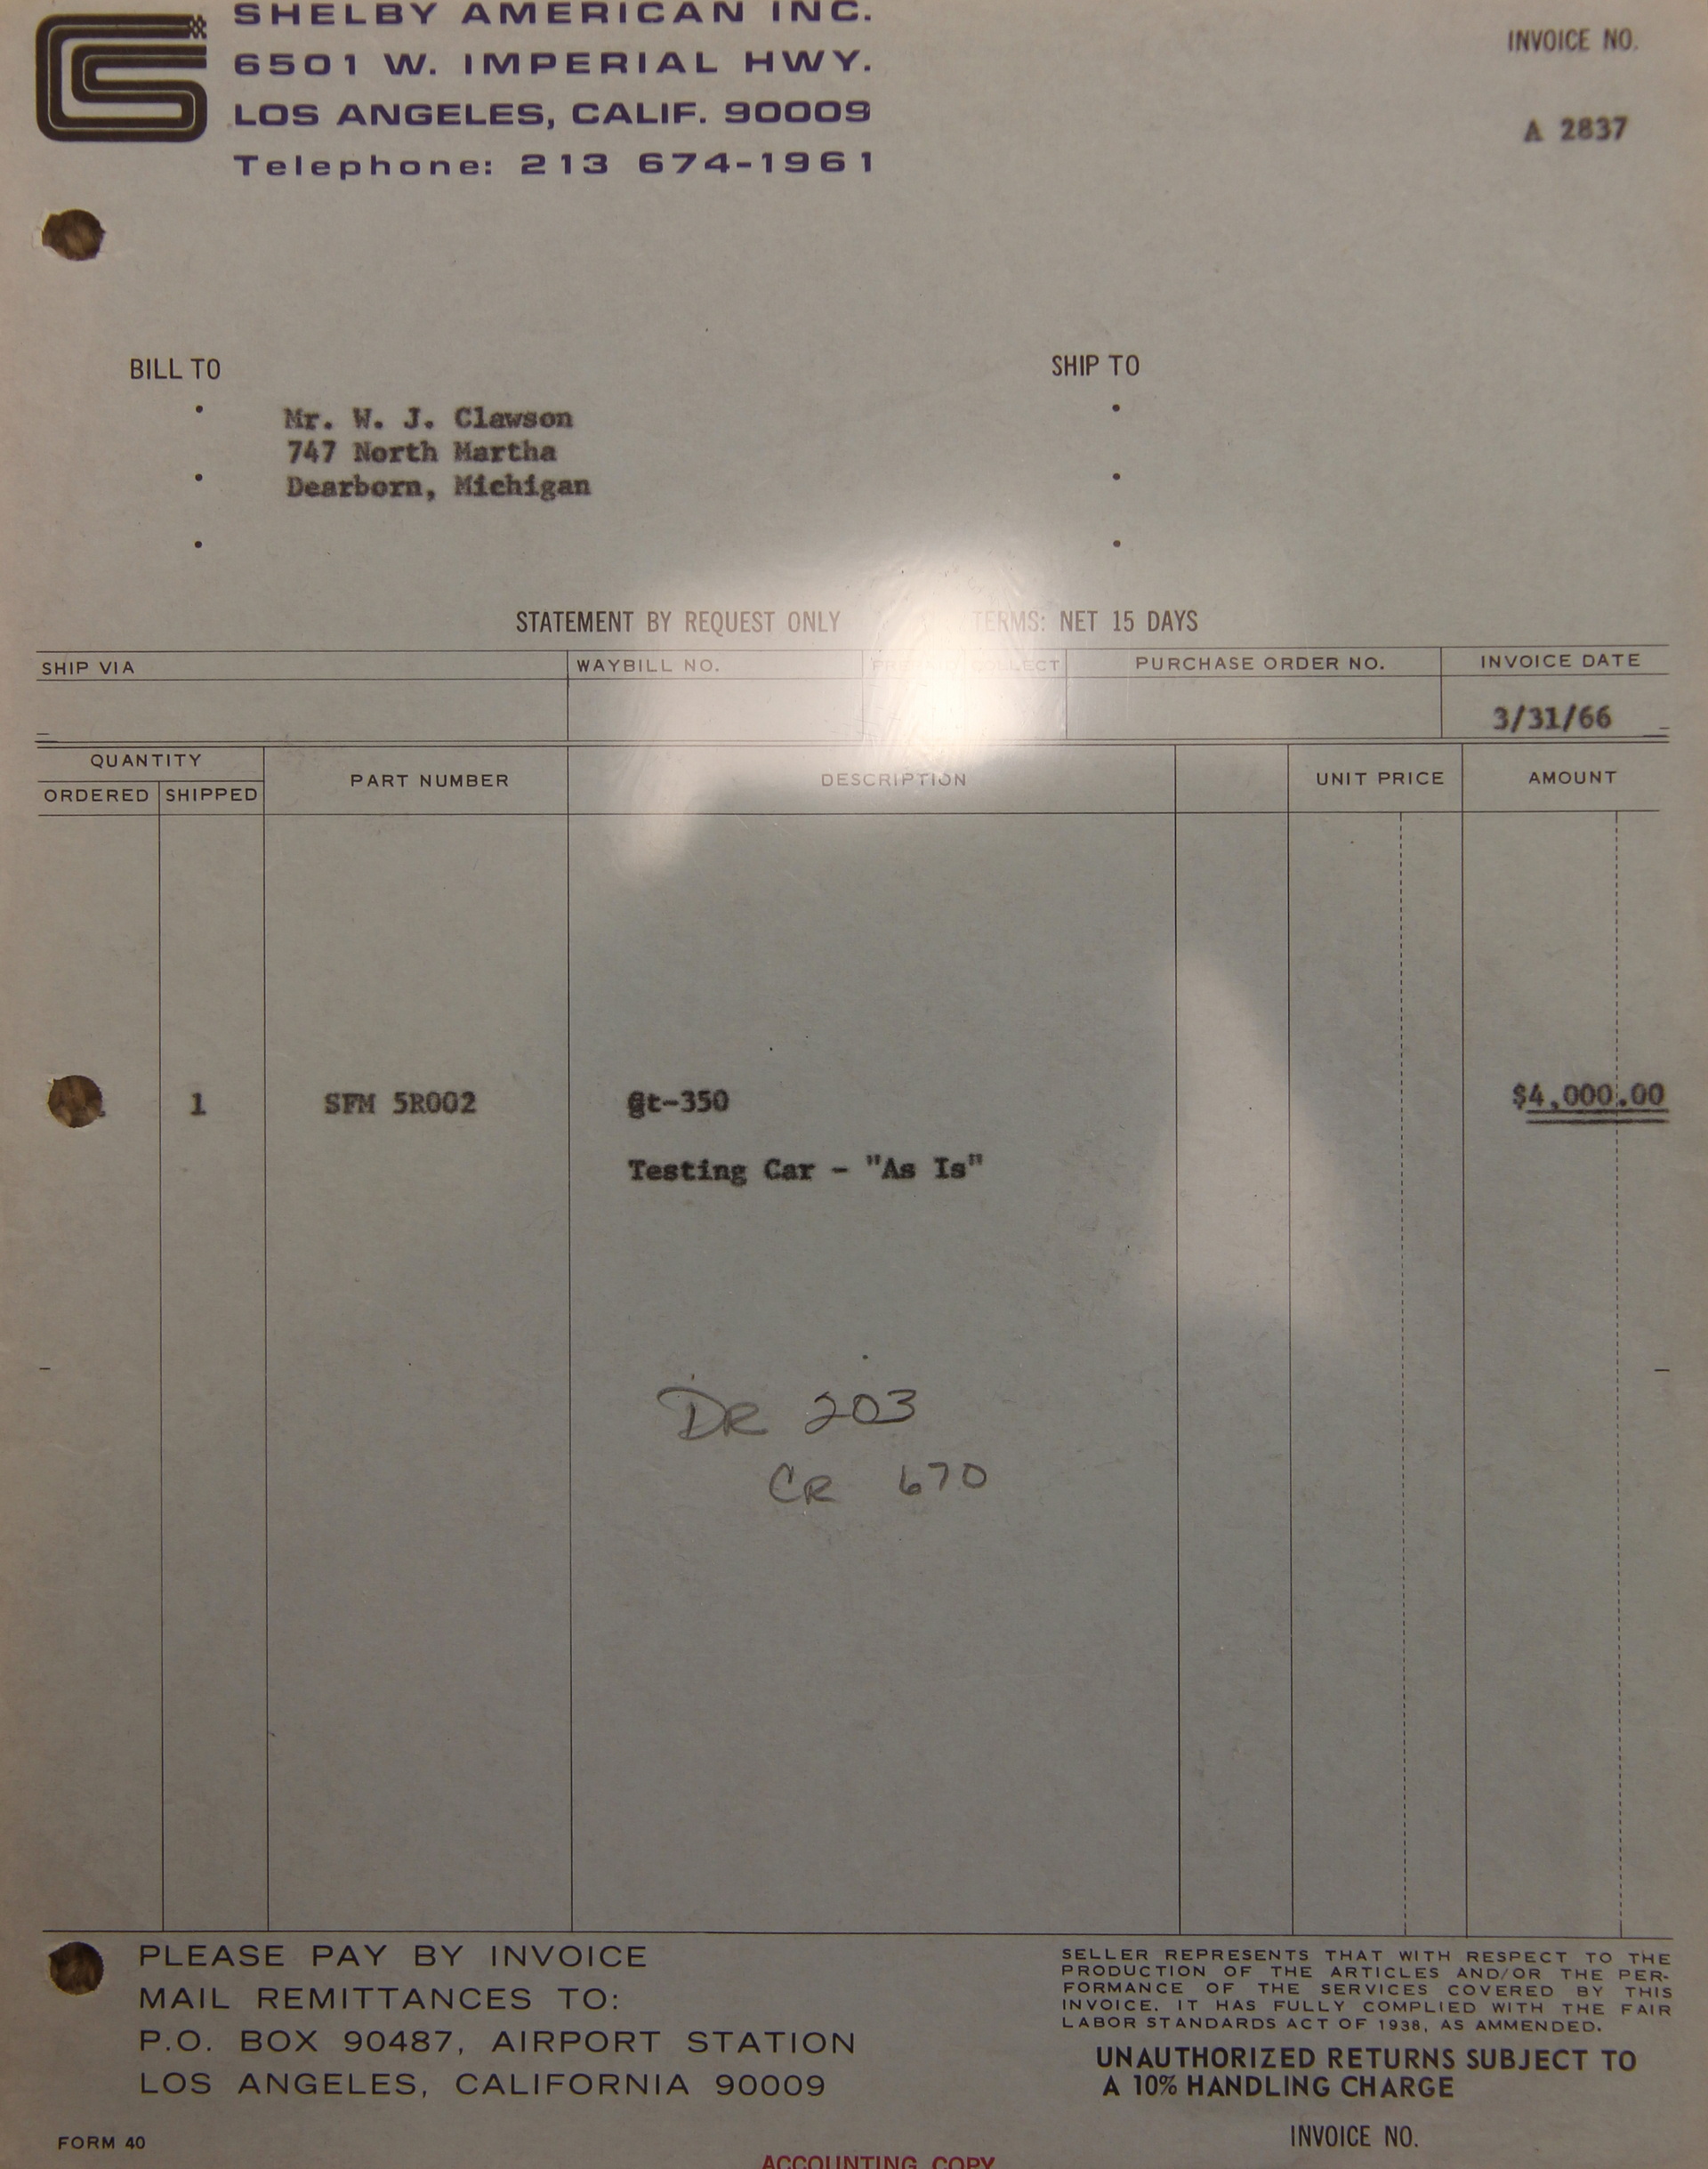 SHELBY AMERICAN INC.
6501 W. IMPERIAL HWY.
LOS ANGELES, CALIF. 90009
Telephone: 213 674-1961
INVOICE NO.
A 2837
BILL TO
Mr. W. J. Clawson
747 North Martha
Dearborn, Michigan
SHIP TO
STATEMENT BY REQUEST ONLY TERMS: NET 15 DAYS
SHIP VIA WAYBILL NO. PREPAID COLLECT PURCHASE ORDER NO. INVOICE DATE
3/31/66
QUANTITY
ORDERED SHIPPED PART NUMBER DESCRIPTION UNIT PRICE AMOUNT
1 SFM 5R002 Gt-350 $4,000.00
Testing Car - "As Is"
DR 203
CR 670
PLEASE PAY BY INVOICE
MAIL REMITTANCES TO:
P.O. BOX 90487, AIRPORT STATION
LOS ANGELES, CALIFORNIA 90009
SELLER REPRESENTS THAT WITH RESPECT TO THE
PRODUCTION OF THE ARTICLES AND/OR THE PER-
FORMANCE OF THE SERVICES COVERED BY THIS
INVOICE. IT HAS FULLY COMPLIED WITH THE FAIR
LABOR STANDARDS ACT OF 1938, AS AMMENDED.
UNAUTHORIZED RETURNS SUBJECT TO
A 10% HANDLING CHARGE
FORM 40
INVOICE NO.
ACCOUNTING COPY